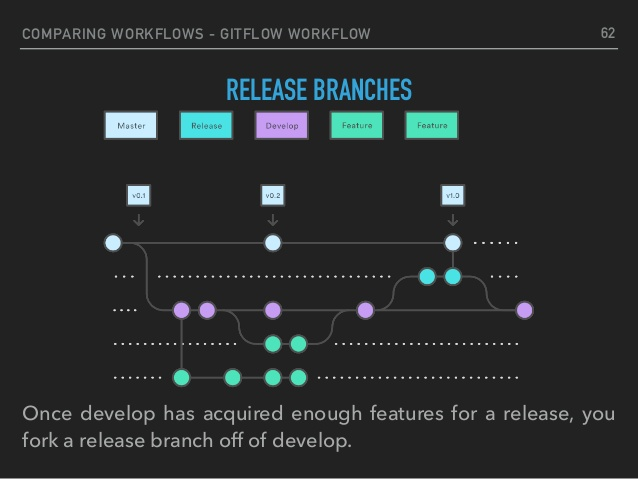 COMPARING WORKFLOWS - GITFLOW WORKFLOW 62
RELEASE BRANCHES
Master Release Develop Feature Feature
v0.1 v0.2 v1.0
Once develop has acquired enough features for a release, you
fork a release branch off of develop.